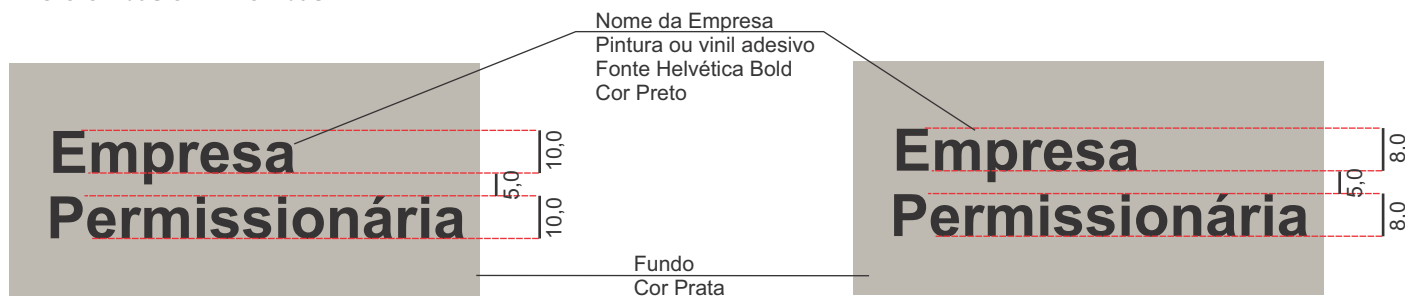 Nome da Empresa
Pintura ou vinil adesivo
Fonte Helvética Bold
Cor Preto
Empresa
Permissionária
10,0
5,0
10,0
Empresa
Permissionária
8.0
5,0
8.0
Fundo
Cor Prata